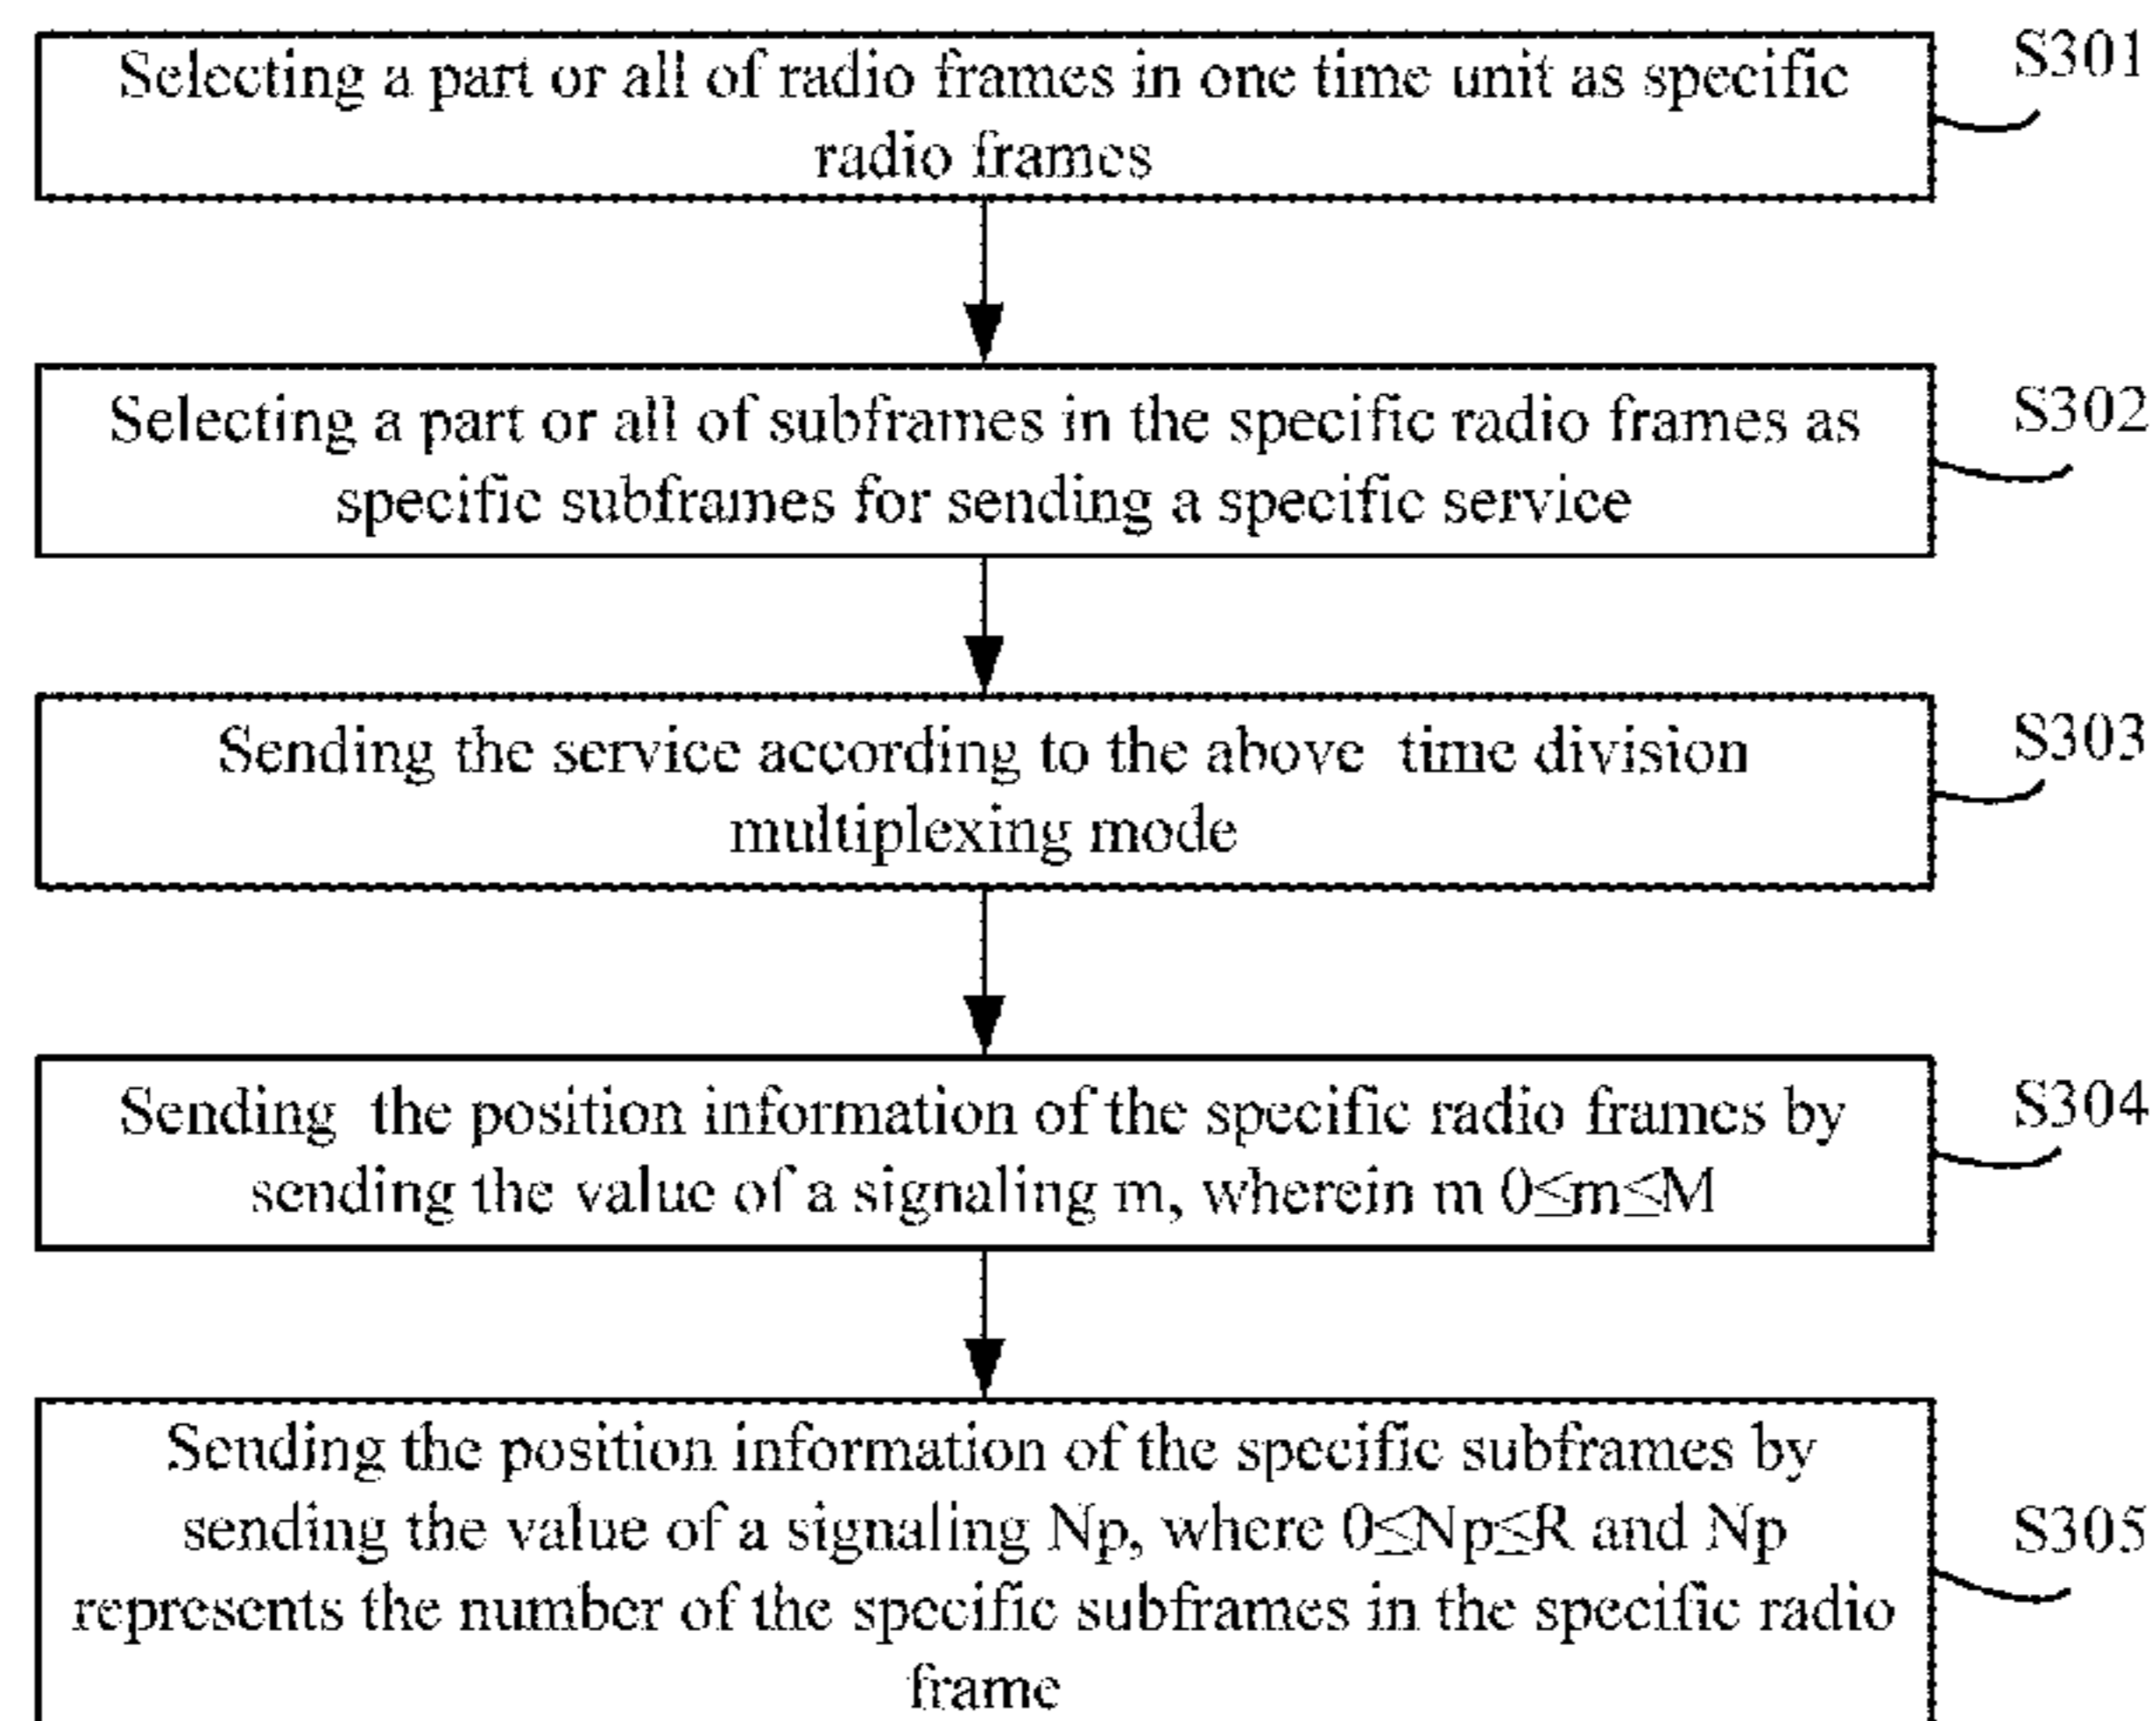 Selecting a part or all of radio frames in one time unit as specific
radio frames
S301
Selecting a part or all of subframes in the specific radio frames as
specific subframes for sending a specific service
S302
Sending the service according to the above time division
multiplexing mode
S303
Sending the position information of the specific radio frames by
sending the value of a signaling m, wherein m 0≤m≤M
S304
Sending the position information of the specific subframes by
sending the value of a signaling Np, where 0≤Np≤R and Np
represents the number of the specific subframes in the specific radio
frame
S305